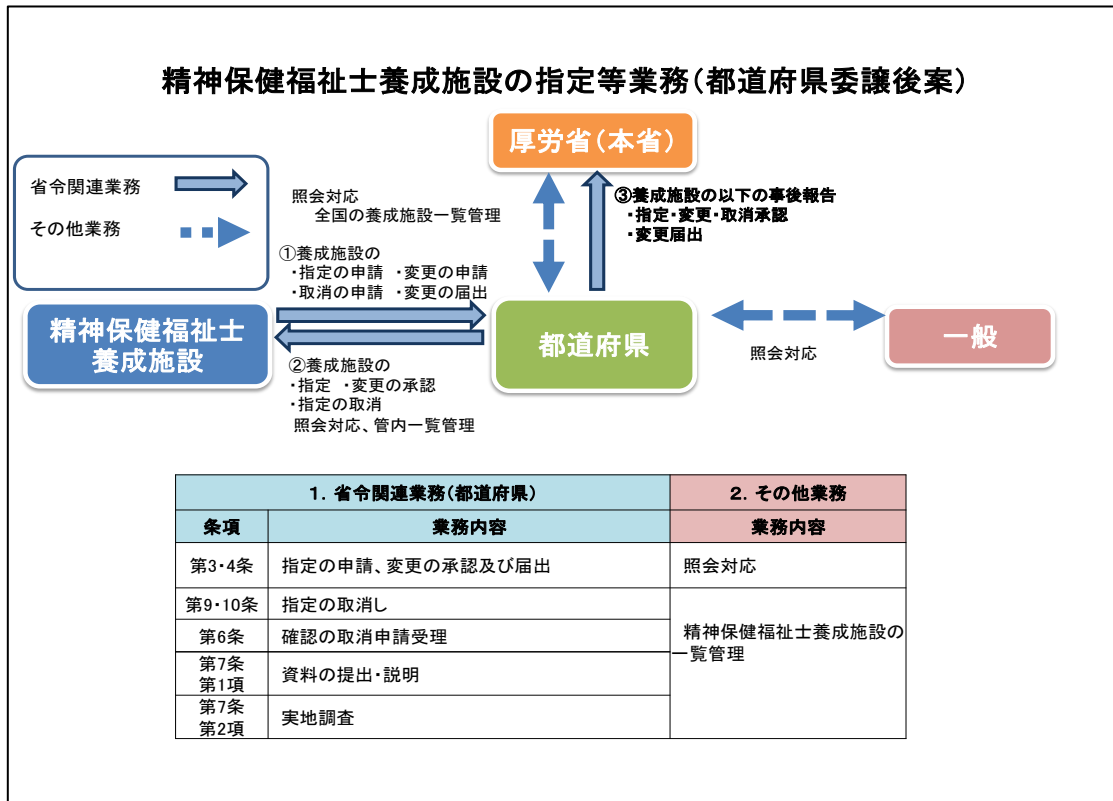 精神保健福祉士養成施設の指定等業務(都道府県委譲後案)
厚労省(本省)
省令関連業務
その他業務
照会対応
全国の養成施設一覧管理
③養成施設の以下の事後報告
・指定・変更・取消承認
・変更届出
①養成施設の
・指定の申請 ・変更の申請
・取消の申請 ・変更の届出
精神保健福祉士
養成施設
都道府県
一般
照会対応
②養成施設の
・指定 ・変更の承認
・指定の取消
照会対応、管内一覧管理
1. 省令関連業務(都道府県)
2. その他業務
条項
業務内容
業務内容
第3・4条
指定の申請、変更の承認及び届出
照会対応
第9・10条
指定の取消し
精神保健福祉士養成施設の
一覧管理
第6条
確認の取消申請受理
第7条
第1項
資料の提出・説明
第7条
第2項
実地調査